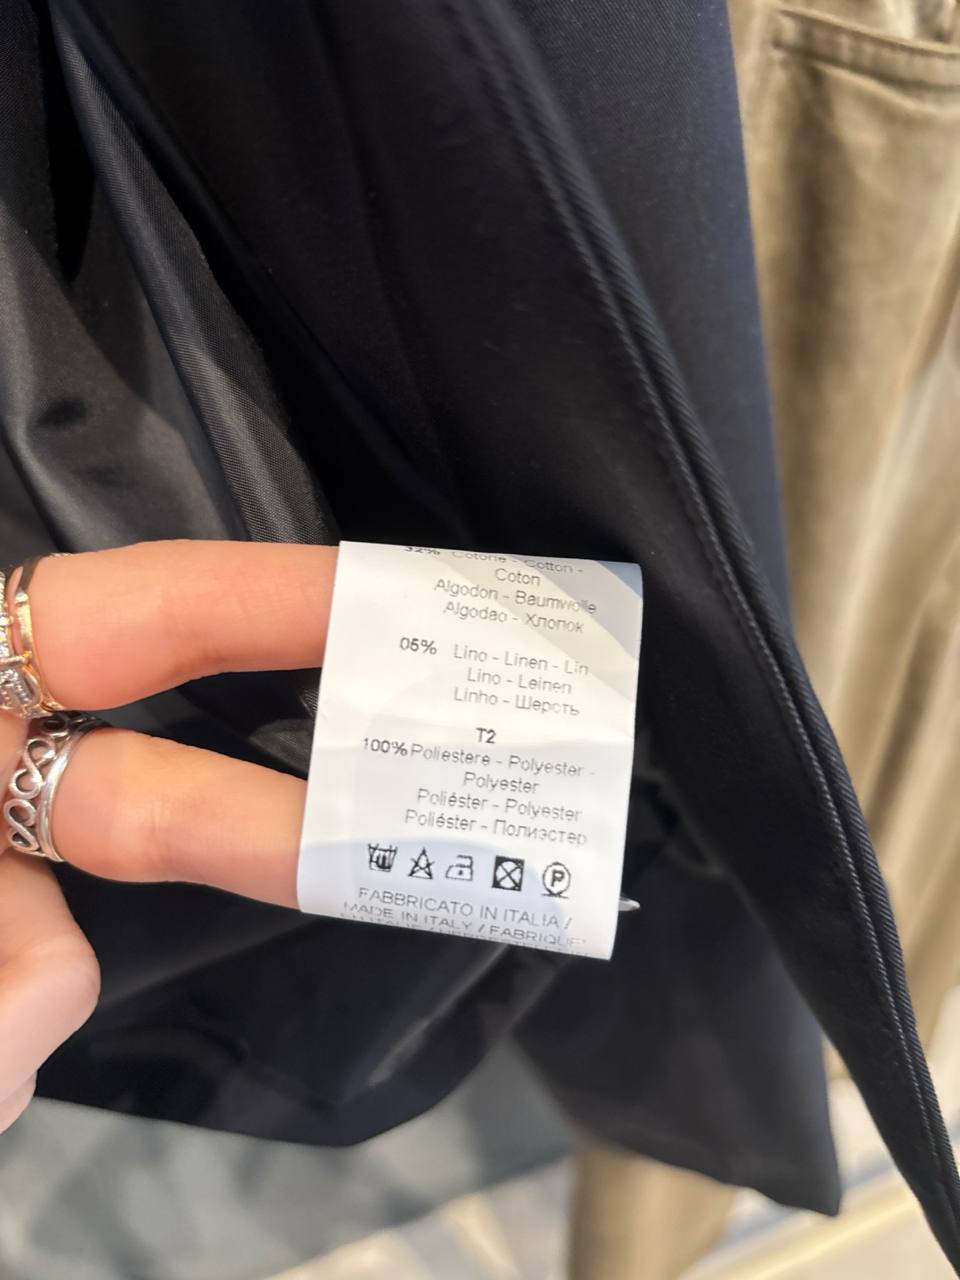 32% Cotone - Cotton -
Coton
Algodon - Baumwolle
Algodao - Хлопок
05% Lino - Linen - Lin
Lino - Leinen
Linho - Шерсть
T2
100% Poliestere - Polyester -
Polyester
Poliéster - Polyester
Poliéster - Полиэстер
P
FABBRICATO IN ITALIA /
MADE IN ITALY / FABRIQUE'